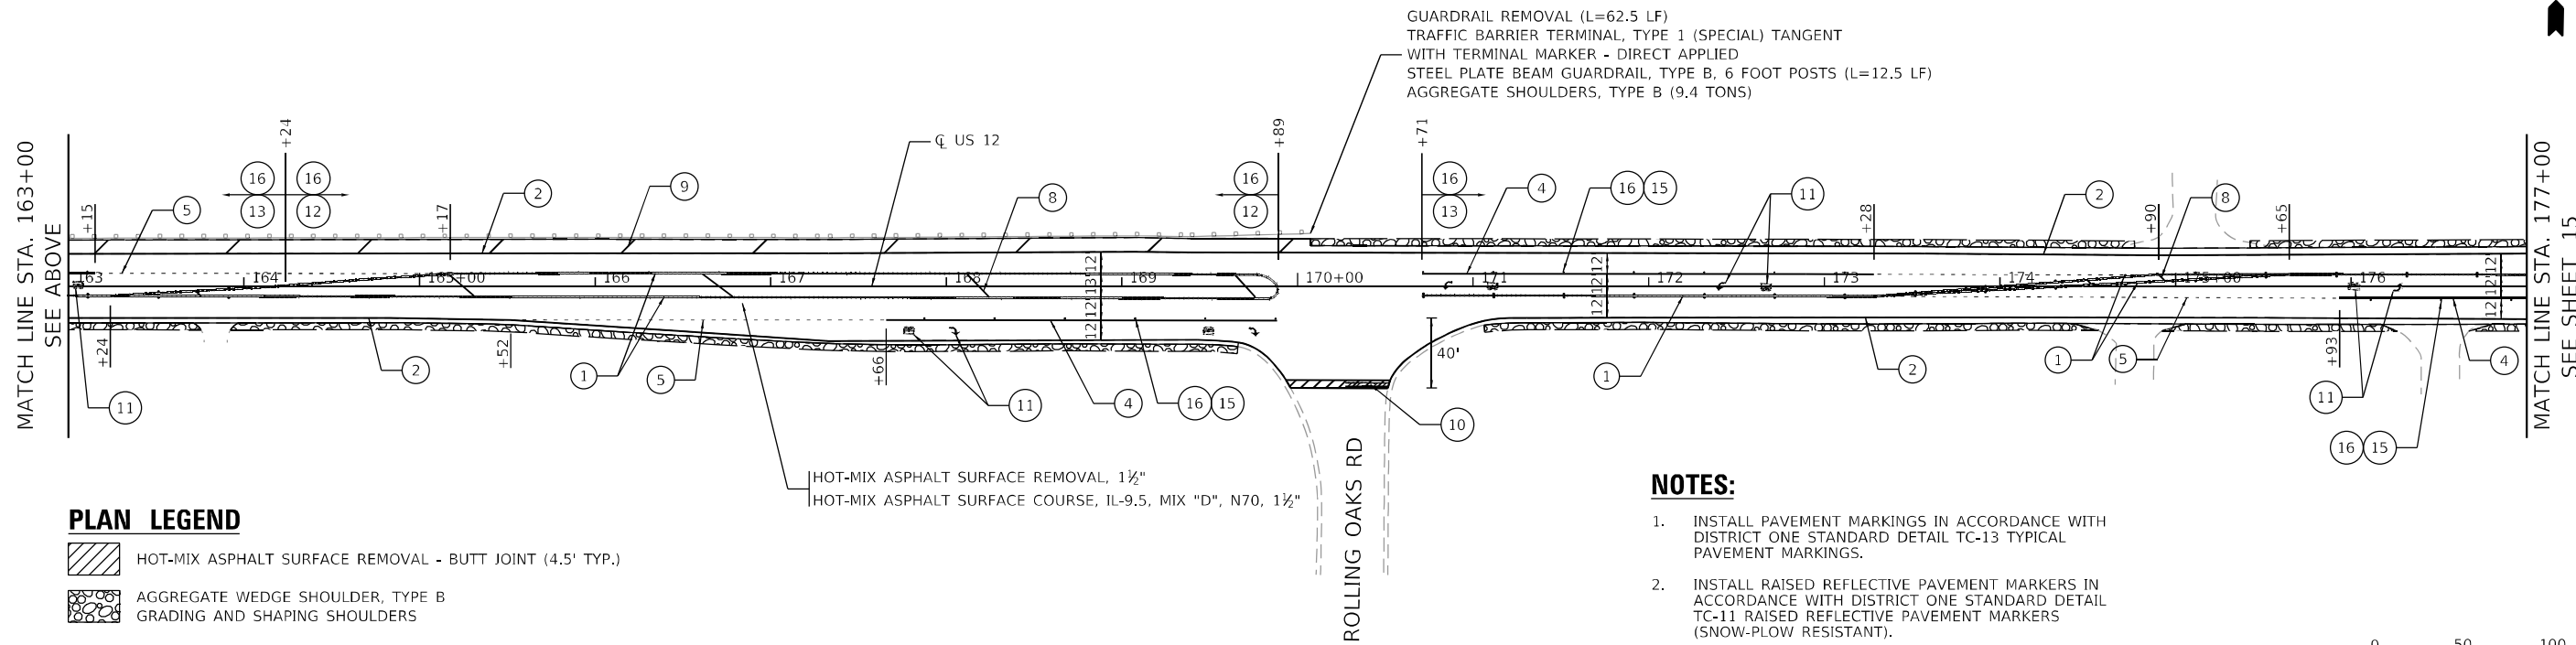 GUARDRAIL REMOVAL (L=62.5 LF)
TRAFFIC BARRIER TERMINAL, TYPE 1 (SPECIAL) TANGENT
WITH TERMINAL MARKER - DIRECT APPLIED
STEEL PLATE BEAM GUARDRAIL, TYPE B, 6 FOOT POSTS (L=12.5 LF)
AGGREGATE SHOULDERS, TYPE B (9.4 TONS)
MATCH LINE STA. 163+00
SEE ABOVE
+15
5
16
13
+24
16
12
+17
2
9
℄ US 12
8
+89
16
12
+71
16
13
4
16 15
11
+28
2
+90
8
+65
MATCH LINE STA. 177+00
SEE SHEET 15
163
164
165+00
166
167
168
169
170+00
171
172
173
174
175+00
176
12'
12'
13'
12'
12'
12'
12'
12'
12'
12'
12'
+24
11
2
+52
1
5
+66
11
4
16 15
40'
10
1
2
1
5
+93
11
4
16 15
ROLLING OAKS RD
HOT-MIX ASPHALT SURFACE REMOVAL, 1½"
HOT-MIX ASPHALT SURFACE COURSE, IL-9.5, MIX "D", N70, 1½"
PLAN LEGEND
HOT-MIX ASPHALT SURFACE REMOVAL - BUTT JOINT (4.5' TYP.)
AGGREGATE WEDGE SHOULDER, TYPE B
GRADING AND SHAPING SHOULDERS
NOTES:
1. INSTALL PAVEMENT MARKINGS IN ACCORDANCE WITH
DISTRICT ONE STANDARD DETAIL TC-13 TYPICAL
PAVEMENT MARKINGS.
2. INSTALL RAISED REFLECTIVE PAVEMENT MARKERS IN
ACCORDANCE WITH DISTRICT ONE STANDARD DETAIL
TC-11 RAISED REFLECTIVE PAVEMENT MARKERS
(SNOW-PLOW RESISTANT).
0 50 100